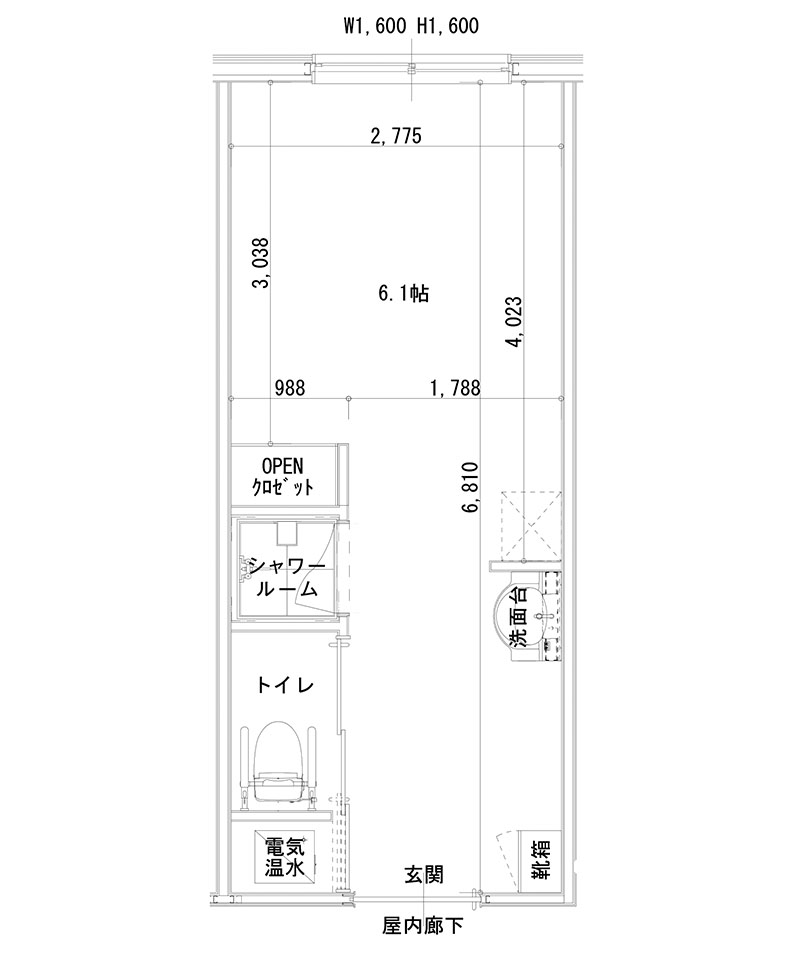 W1,600 H1,600
2,775
3,038
6.1帖
4,023
988
1,788
OPEN
ｸﾛｾﾞｯﾄ
6,810
シャワー
ルーム
洗面台
トイレ
電気
温水
靴箱
玄関
屋内廊下